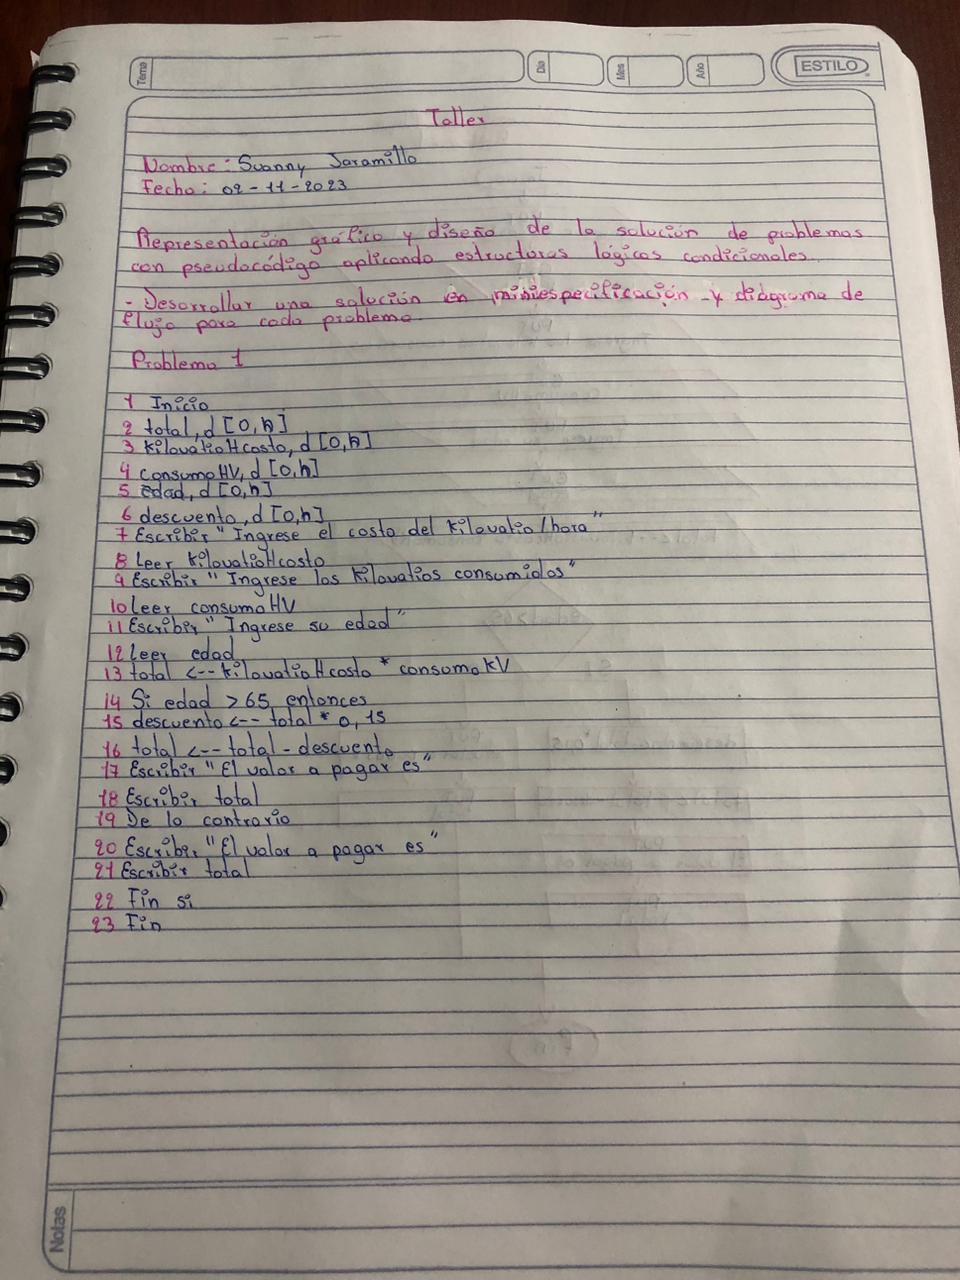 Tema
Dia
Mes
Año
ESTILO
Taller
Nombre: Suanny Jaramillo
Fecha: 02-11-2023
Representación gráfica y diseño de la solución de problemas
con pseudocódigo aplicando estructuras lógicas condicionales.
- Desarrollar una solución en miniespecificación y diagrama de
flujo para cada problema.
Problema 1
1 Inicio
2 total, d [0,h]
3 KilovatioHcosto, d [0,h]
4 consumoHV, d [0,h]
5 edad, d [0,h]
6 descuento, d [0,h]
7 Escribir "Ingrese el costo del Kilovatio/hora"
8 Leer KilovatioHcosto
9 Escribir "Ingrese los Kilovatios consumidos"
10 leer consumoHV
11 Escribir "Ingrese su edad"
12 leer edad
13 total <-- KilovatioHcosto * consumoKV
14 Si edad >65 entonces
15 descuento <-- total * 0,15
16 total <-- total - descuento
17 Escribir "El valor a pagar es"
18 Escribir total
19 De lo contrario
20 Escribir "El valor a pagar es"
21 Escribir total
22 Fin si
23 Fin
Notas